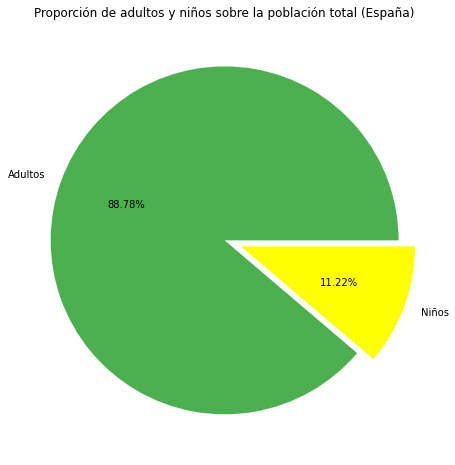 Proporción de adultos y niños sobre la población total (España)
Adultos
88.78%
11.22%
Niños